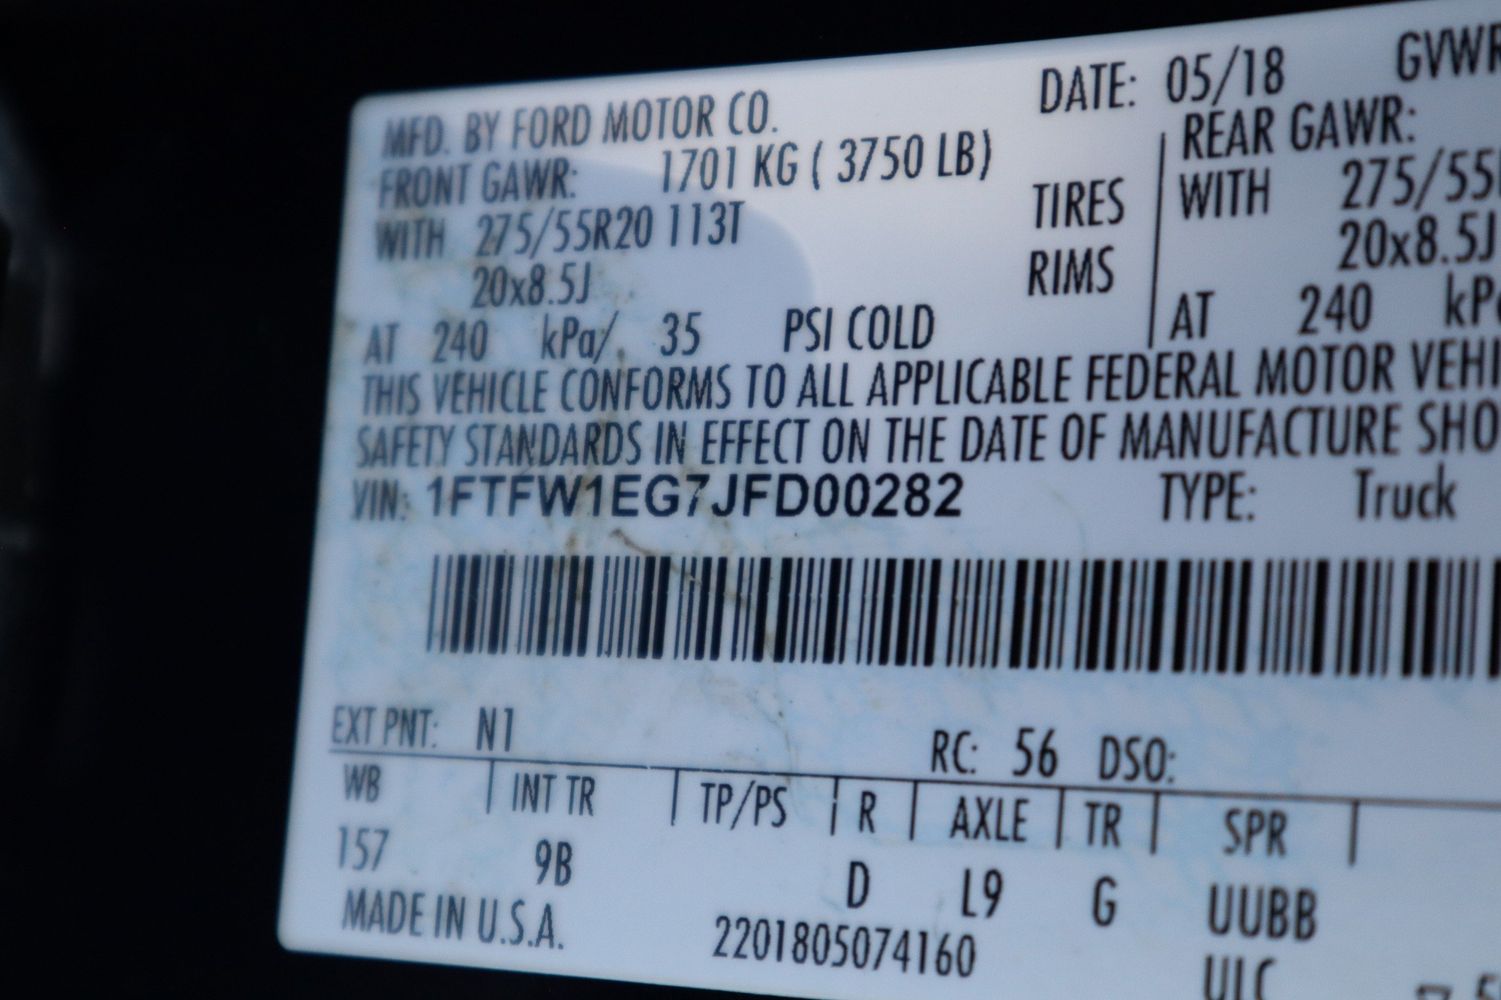 MFD. BY FORD MOTOR CO. DATE: 05/18 GVWR
FRONT GAWR: 1701 KG ( 3750 LB) REAR GAWR:
WITH 275/55R20 113T TIRES WITH 275/55
20x8.5J RIMS 20x8.5J
AT 240 kPa/ 35 PSI COLD AT 240 kP
THIS VEHICLE CONFORMS TO ALL APPLICABLE FEDERAL MOTOR VEHI
SAFETY STANDARDS IN EFFECT ON THE DATE OF MANUFACTURE SHO
VIN: 1FTFW1EG7JFD00282 TYPE: Truck
EXT PNT: N1 RC: 56 DSO:
WB INT TR TP/PS R AXLE TR SPR
157 9B D L9 G UUBB
MADE IN U.S.A. 2201805074160
ULC